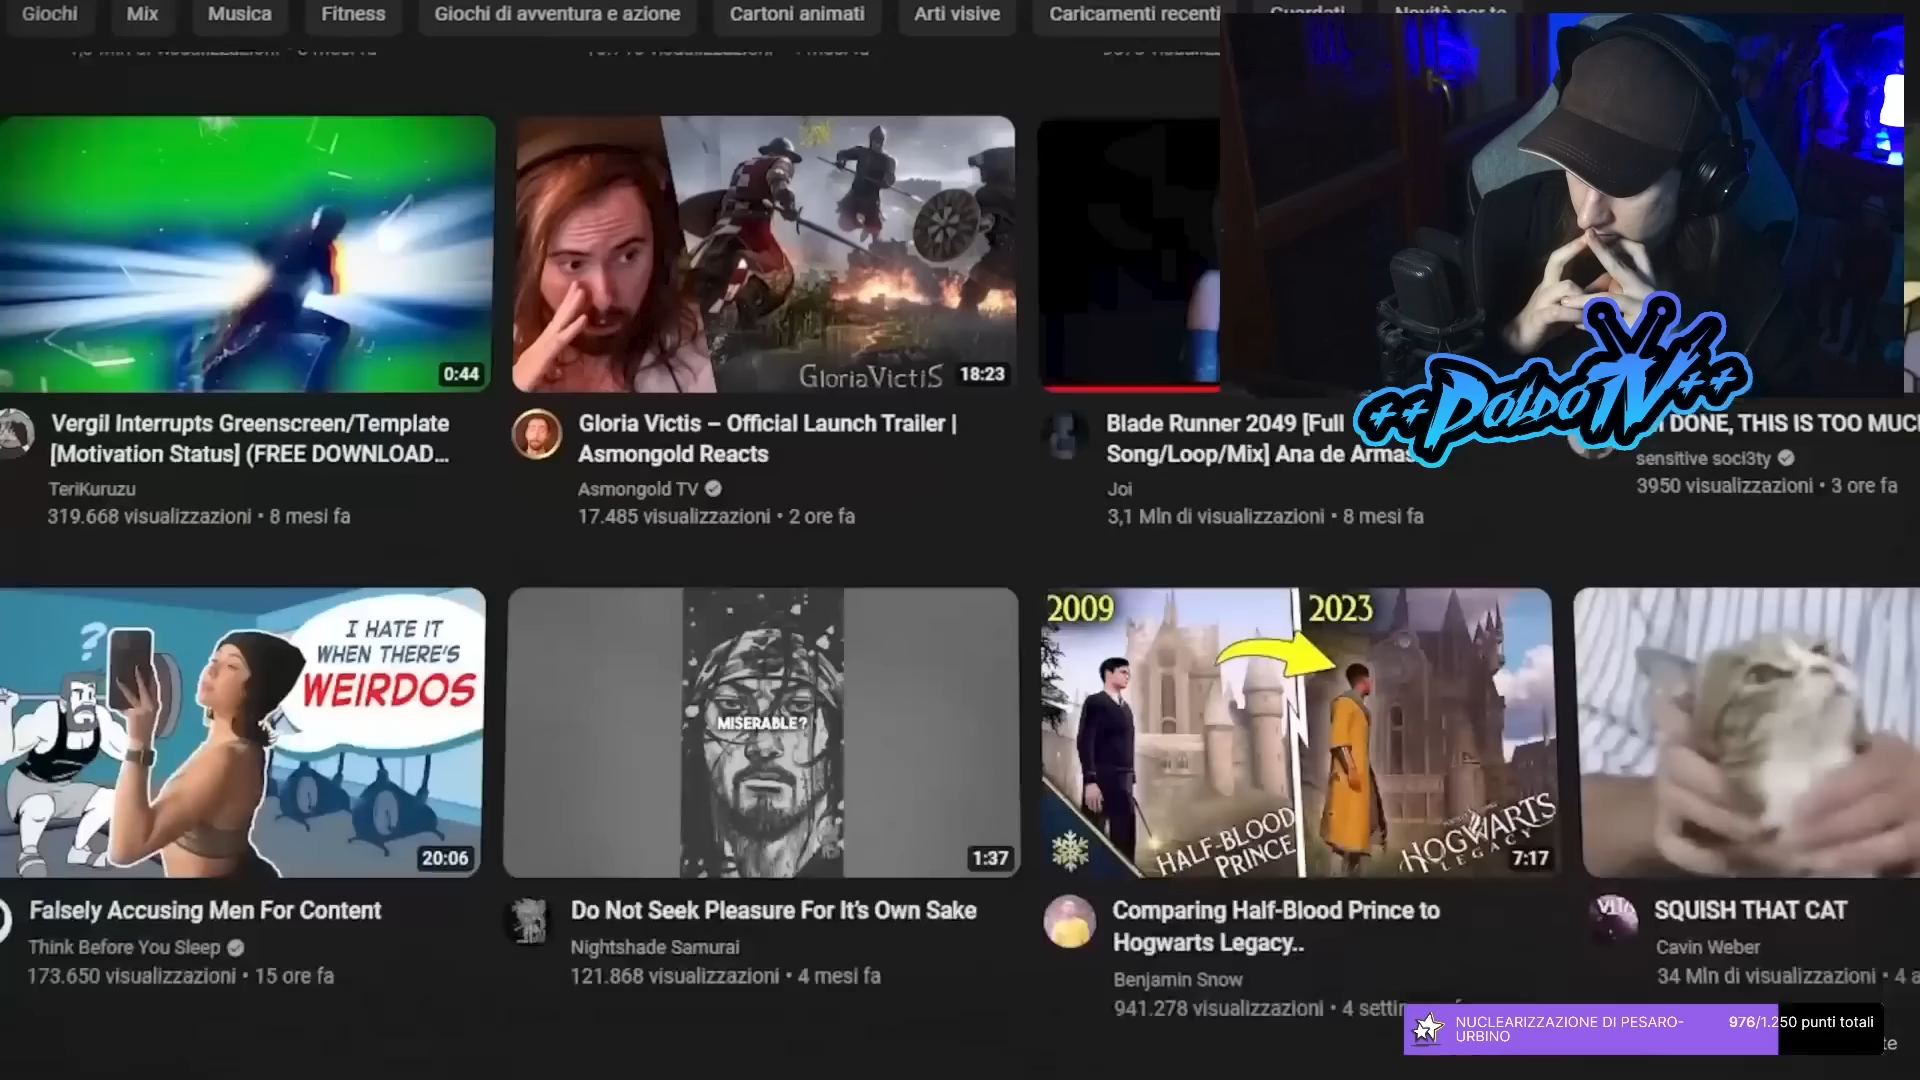 Giochi
Mix
Musica
Fitness
Giochi di avventura e azione
Cartoni animati
Arti visive
Caricamenti recenti
Guardati
Novità per te
0:44
GLORIA VICTIS
18:23
Vergil Interrupts Greenscreen/Template
[Motivation Status] (FREE DOWNLOAD...
TeriKuruzu
319.668 visualizzazioni • 8 mesi fa
Gloria Victis – Official Launch Trailer |
Asmongold Reacts
Asmongold TV
17.485 visualizzazioni • 2 ore fa
Blade Runner 2049 [Full
Song/Loop/Mix] Ana de Armas
Joi
3,1 Mln di visualizzazioni • 8 mesi fa
++DOLDOTV++
DONE, THIS IS TOO MUCH
sensitive soci3ty
3950 visualizzazioni • 3 ore fa
?
I HATE IT
WHEN THERE'S
WEIRDOS
20:06
MISERABLE?
1:37
2009
2023
HALF-BLOOD
PRINCE
HOGWARTS
LEGACY
7:17
Falsely Accusing Men For Content
Think Before You Sleep
173.650 visualizzazioni • 15 ore fa
Do Not Seek Pleasure For It's Own Sake
Nightshade Samurai
121.868 visualizzazioni • 4 mesi fa
Comparing Half-Blood Prince to
Hogwarts Legacy..
Benjamin Snow
941.278 visualizzazioni • 4 setti
SQUISH THAT CAT
Cavin Weber
34 Mln di visualizzazioni • 4 a
NUCLEARIZZAZIONE DI PESARO-
URBINO
976/1.250 punti totali
te